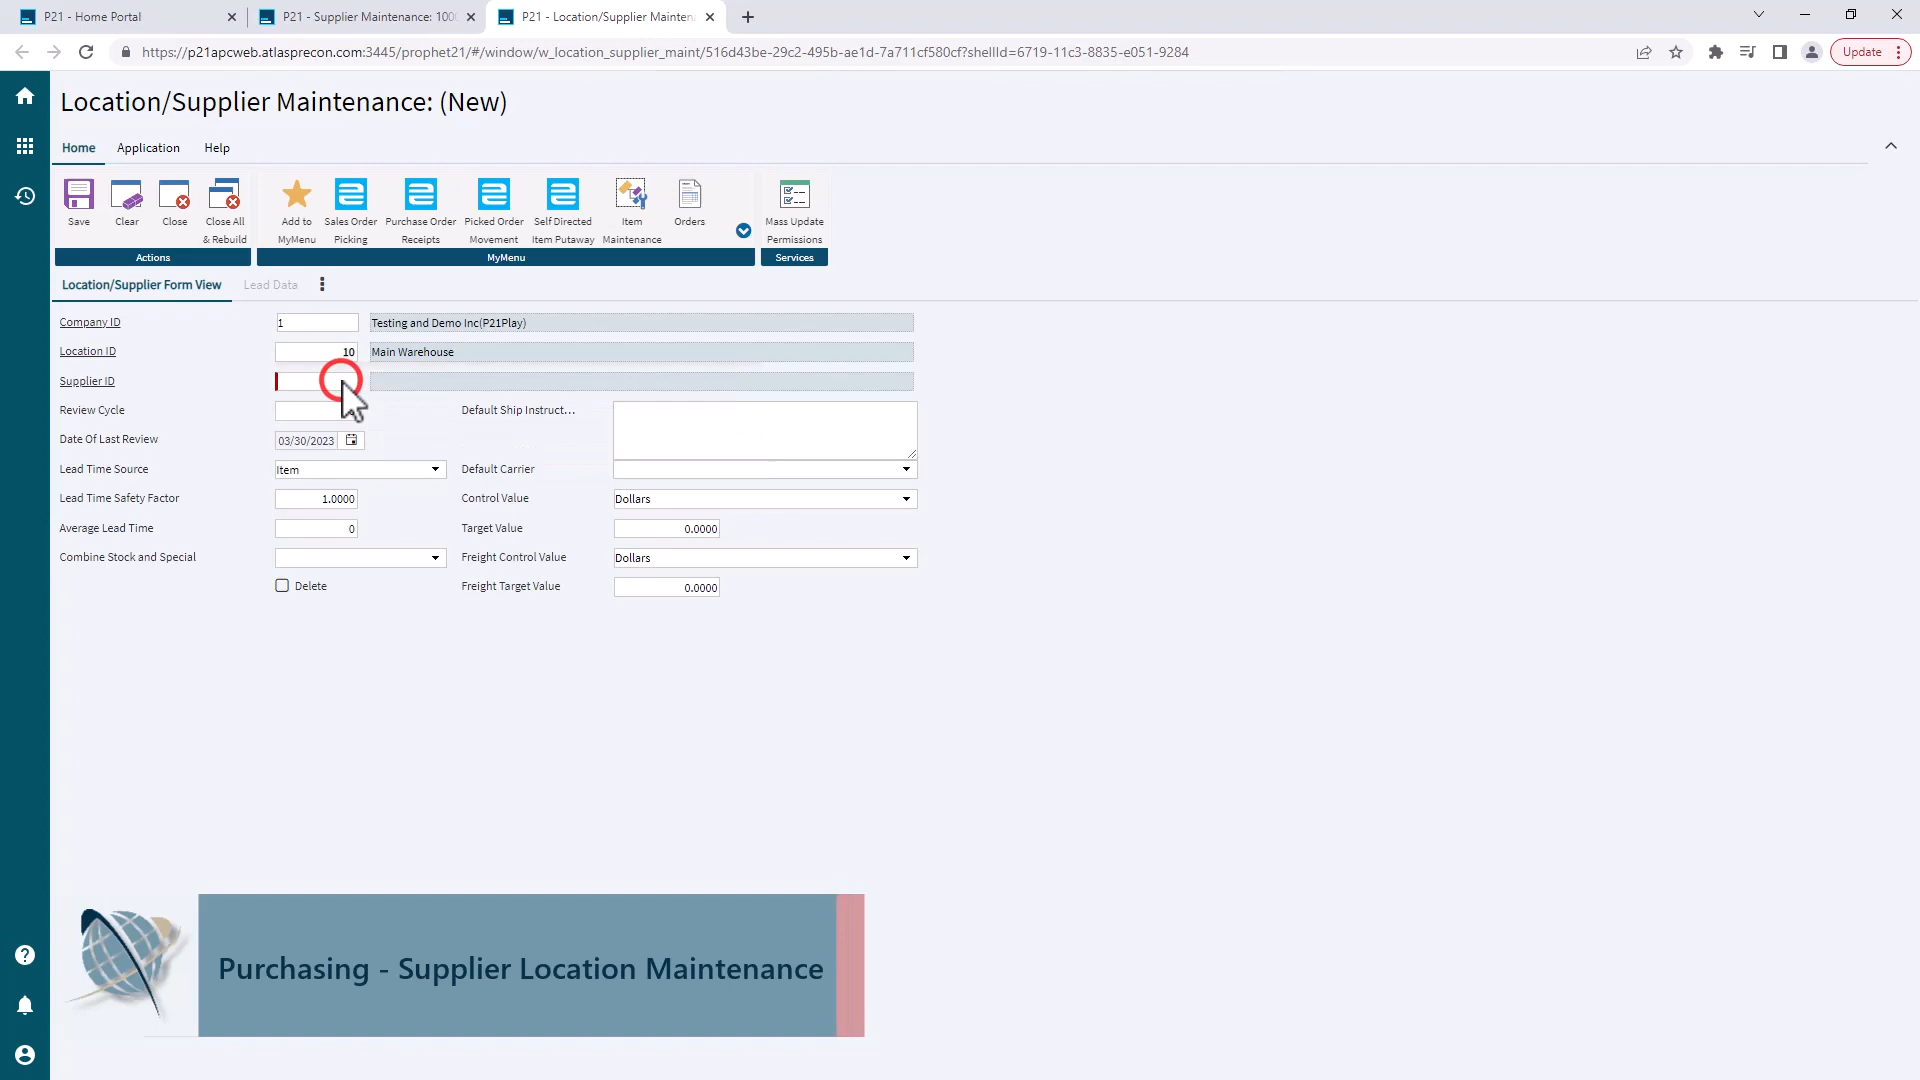 P21 - Home Portal
P21 - Supplier Maintenance: 100
P21 - Location/Supplier Mainten
https://p21apcweb.atlasprecon.com:3445/prophet21/#/window/w_location_supplier_maint/516d43be-29c2-495b-ae1d-7a711cf580cf?shellId=6719-11c3-8835-e051-9284
Update
Location/Supplier Maintenance: (New)
Home Application Help
Save
Clear
Close
Close All & Rebuild
Add to MyMenu
Sales Order Picking
Purchase Order Receipts
Picked Order Movement
Self Directed Item Putaway
Item Maintenance
Orders
Mass Update Permissions
Actions
MyMenu
Services
Location/Supplier Form View
Lead Data
Company ID 1 Testing and Demo Inc(P21Play)
Location ID 10 Main Warehouse
Supplier ID
Review Cycle
Default Ship Instruct...
Date Of Last Review 03/30/2023
Lead Time Source Item
Default Carrier
Lead Time Safety Factor 1.0000
Control Value Dollars
Average Lead Time 0
Target Value 0.0000
Combine Stock and Special
Freight Control Value Dollars
Delete
Freight Target Value 0.0000
Purchasing - Supplier Location Maintenance